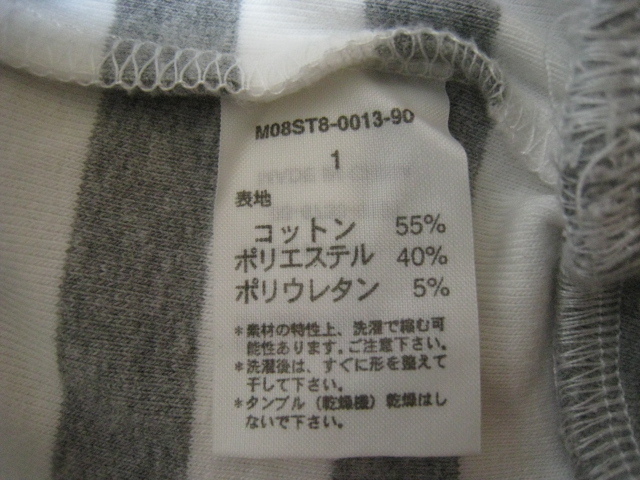 M08ST8-0013-90
1
表地
コットン 55%
ポリエステル 40%
ポリウレタン 5%
*素材の特性上、洗濯で縮む可
能性あります。ご注意下さい。
*洗濯後は、すぐに形を整えて
干して下さい。
*タンブル（乾燥機）乾燥はし
ないで下さい。